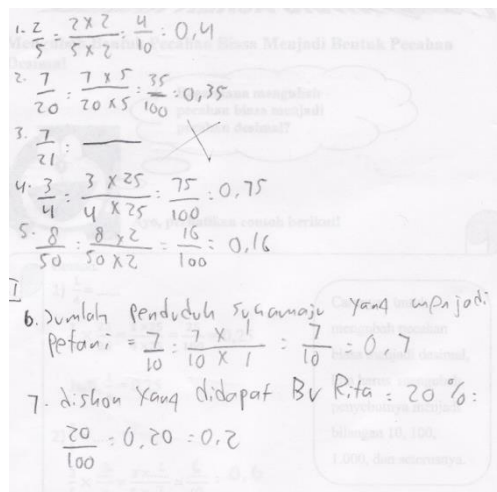 1. 2/5 = 2 x 2 / 5 x 2 = 4/10 = 0,4
2. 7/20 = 7 x 5 / 20 x 5 = 35/100 = 0,35
3. 7/21 = —
4. 3/4 = 3 x 25 / 4 x 25 = 75/100 = 0,75
5. 8/50 = 8 x 2 / 50 x 2 = 16/100 = 0,16
6. Jumlah penduduk sukamaju yang menjadi
petani = 7/10 = 7 x 1 / 10 x 1 = 7/10 = 0,7
7. diskon yang didapat Bu Rita = 20 % =
20/100 = 0,20 = 0,2